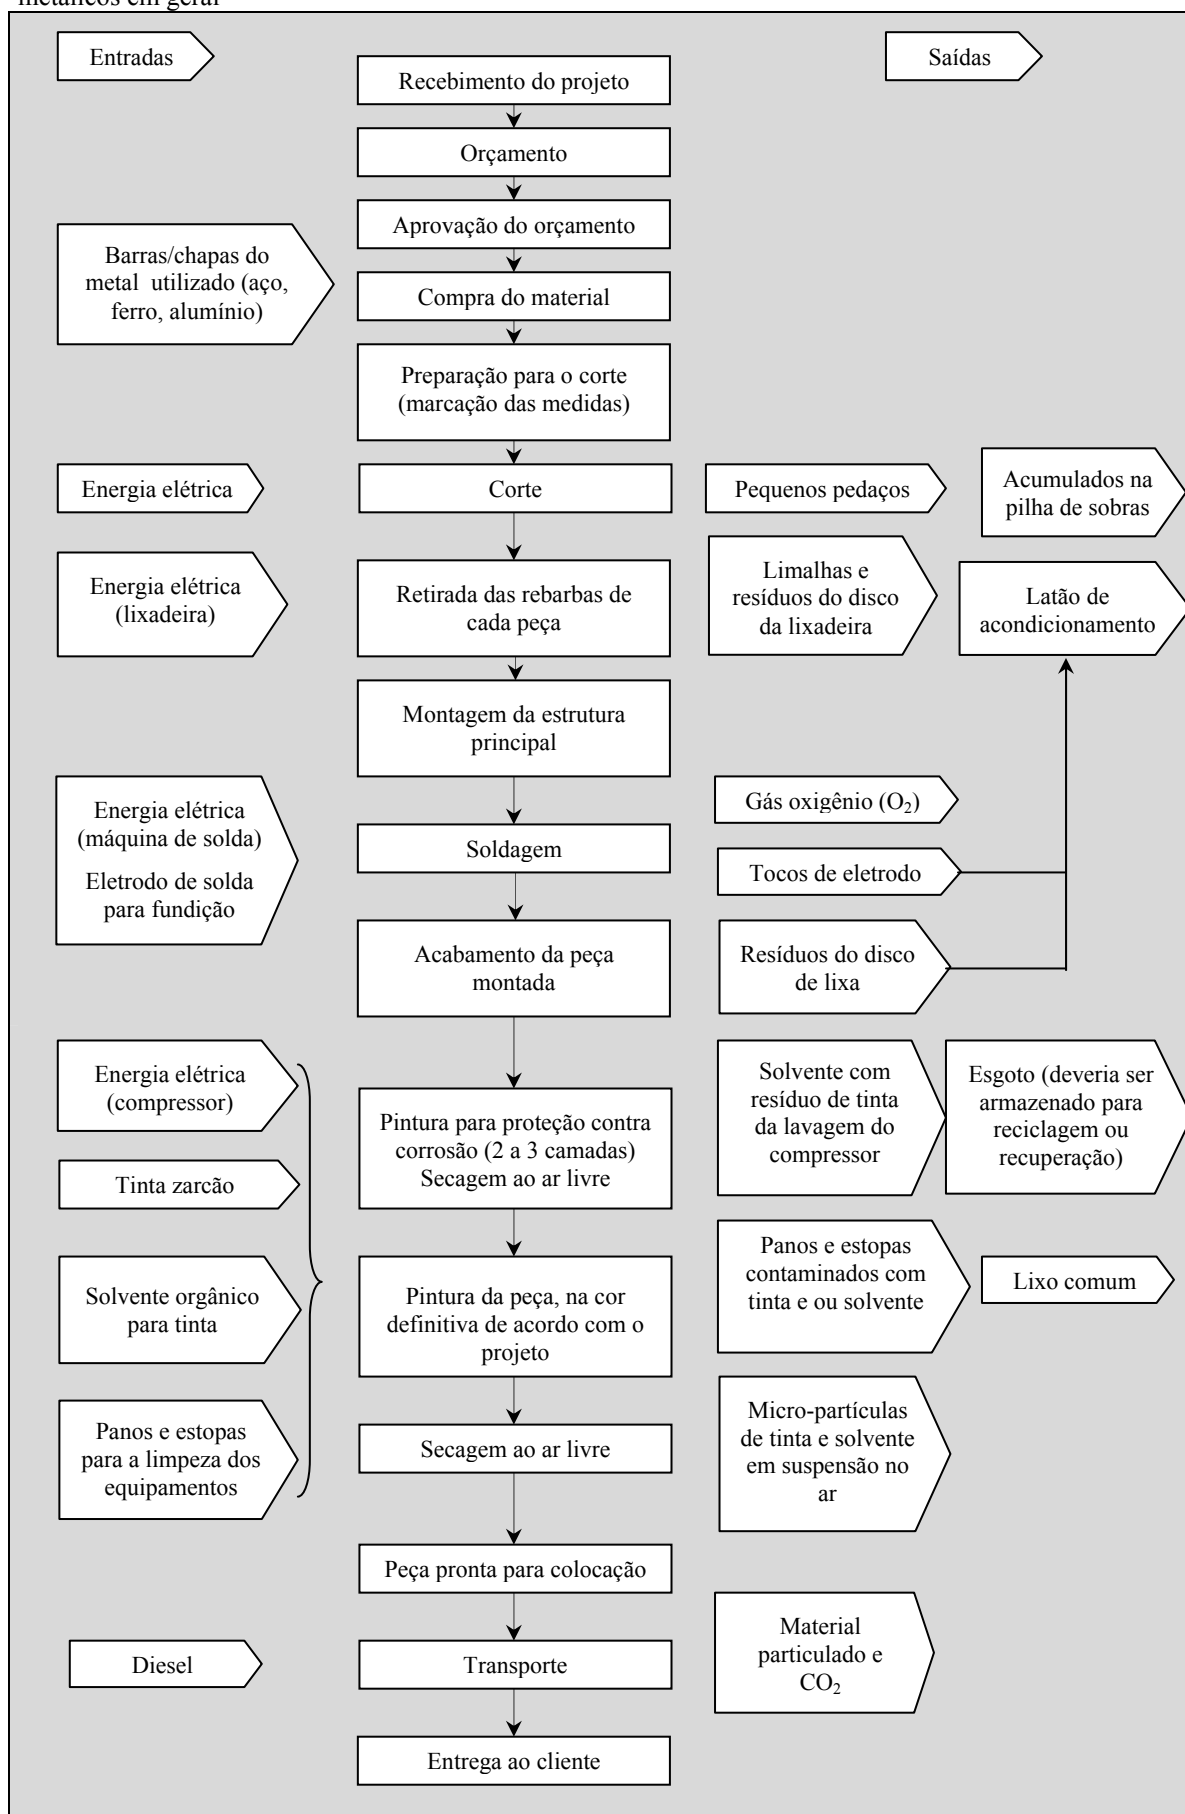 metálicos em geral
Entradas
Saídas
Recebimento do projeto
Orçamento
Aprovação do orçamento
Barras/chapas do
metal utilizado (aço,
ferro, alumínio)
Compra do material
Preparação para o corte
(marcação das medidas)
Energia elétrica
Corte
Pequenos pedaços
Acumulados na
pilha de sobras
Energia elétrica
(lixadeira)
Retirada das rebarbas de
cada peça
Limalhas e
resíduos do disco
da lixadeira
Latão de
acondicionamento
Montagem da estrutura
principal
Energia elétrica
(máquina de solda)
Eletrodo de solda
para fundição
Soldagem
Gás oxigênio (O₂)
Tocos de eletrodo
Acabamento da peça
montada
Resíduos do disco
de lixa
Energia elétrica
(compressor)
Tinta zarcão
Pintura para proteção contra
corrosão (2 a 3 camadas)
Secagem ao ar livre
Solvente com
resíduo de tinta
da lavagem do
compressor
Esgoto (deveria ser
armazenado para
reciclagem ou
recuperação)
Solvente orgânico
para tinta
Pintura da peça, na cor
definitiva de acordo com o
projeto
Panos e estopas
contaminados com
tinta e ou solvente
Lixo comum
Panos e estopas
para a limpeza dos
equipamentos
Secagem ao ar livre
Micro-partículas
de tinta e solvente
em suspensão no
ar
Peça pronta para colocação
Diesel
Transporte
Material
particulado e
CO₂
Entrega ao cliente